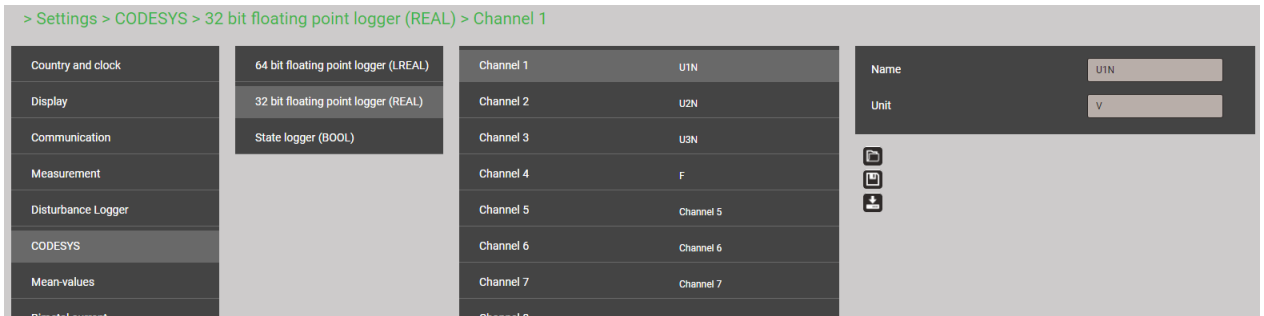 > Settings > CODESYS > 32 bit floating point logger (REAL) > Channel 1
Country and clock
Display
Communication
Measurement
Disturbance Logger
CODESYS
Mean-values
64 bit floating point logger (LREAL)
32 bit floating point logger (REAL)
State logger (BOOL)
Channel 1 U1N
Channel 2 U2N
Channel 3 U3N
Channel 4 F
Channel 5 Channel 5
Channel 6 Channel 6
Channel 7 Channel 7
Name U1N
Unit V